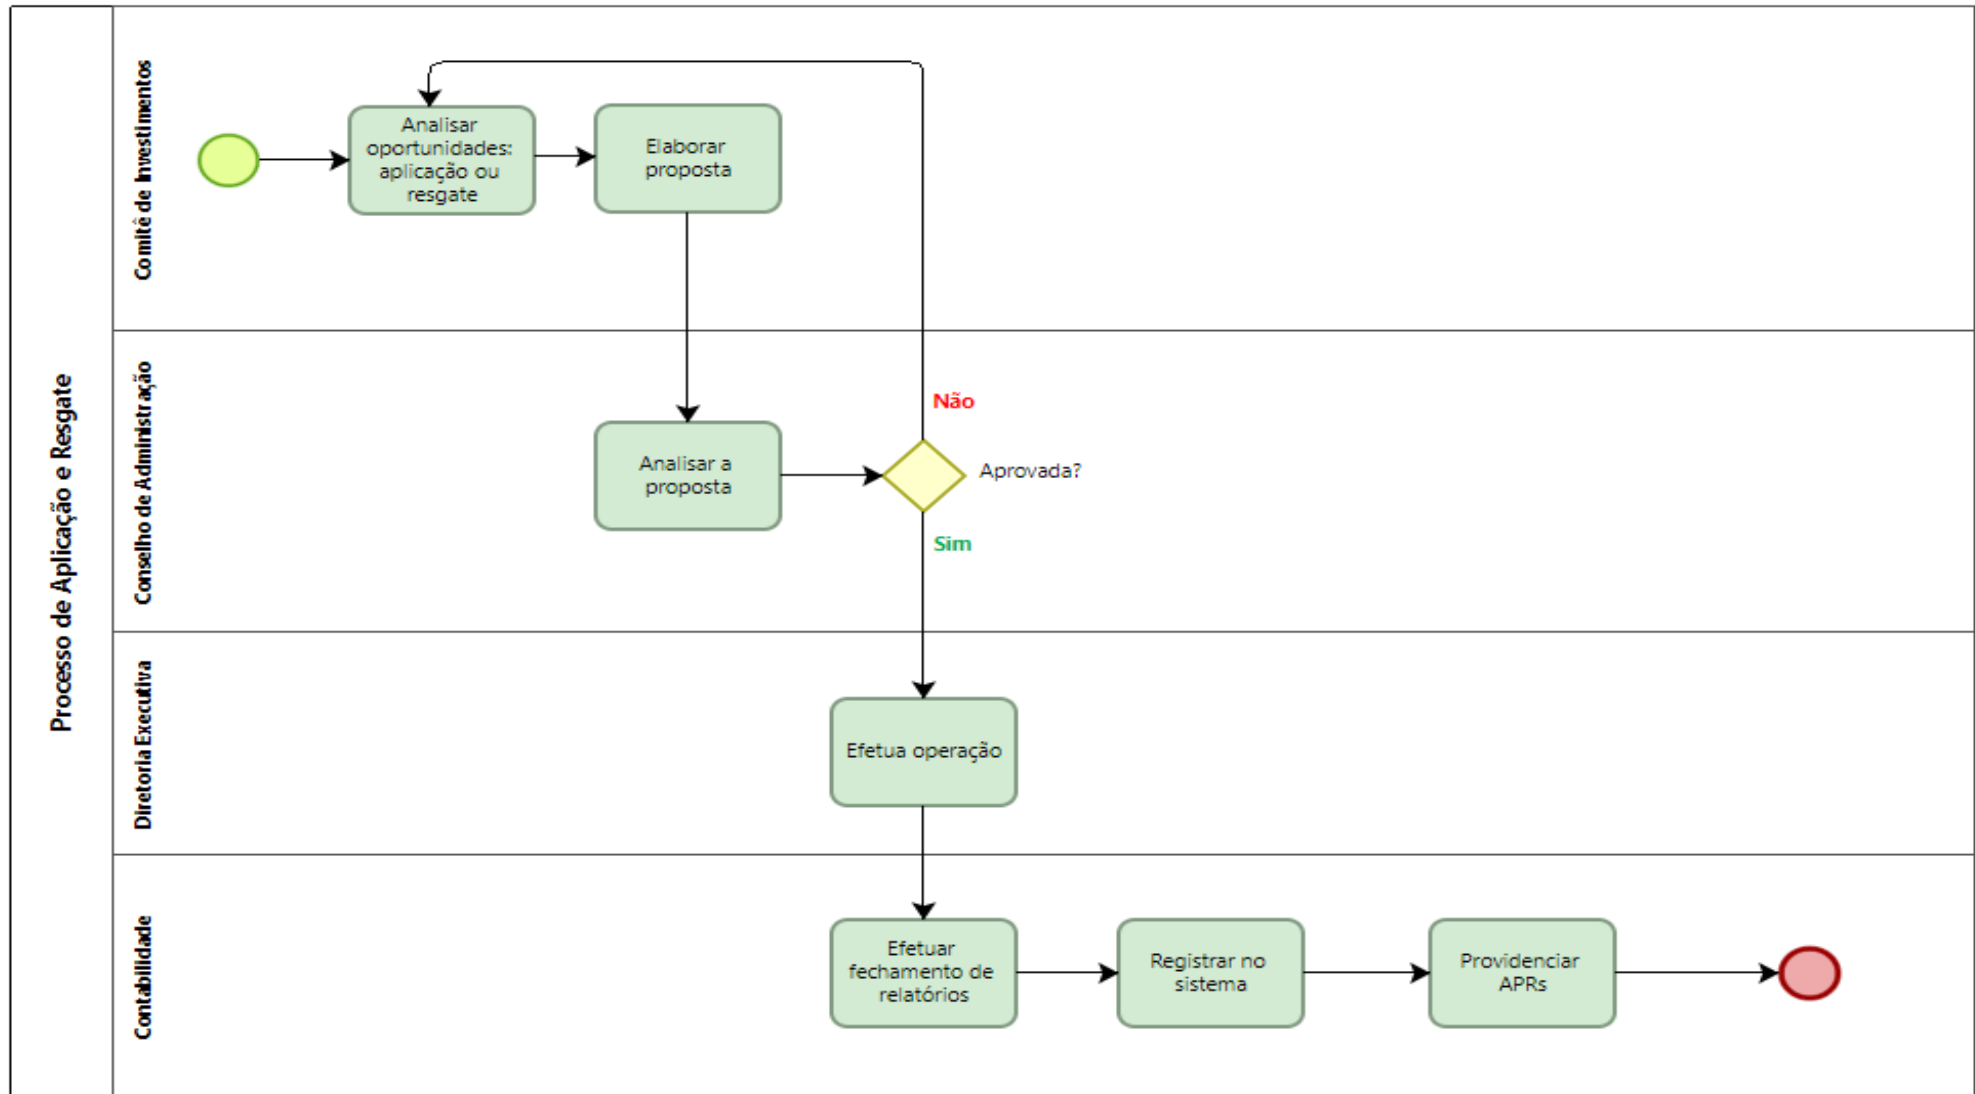 Processo de Aplicação e Resgate
Comitê de Investimentos
Analisar
oportunidades:
aplicação ou
resgate
Elaborar
proposta
Conselho de Administração
Analisar a
proposta
Não
Aprovada?
Sim
Diretoria Executiva
Efetua operação
Contabilidade
Efetuar
fechamento de
relatórios
Registrar no
sistema
Providenciar
APRs